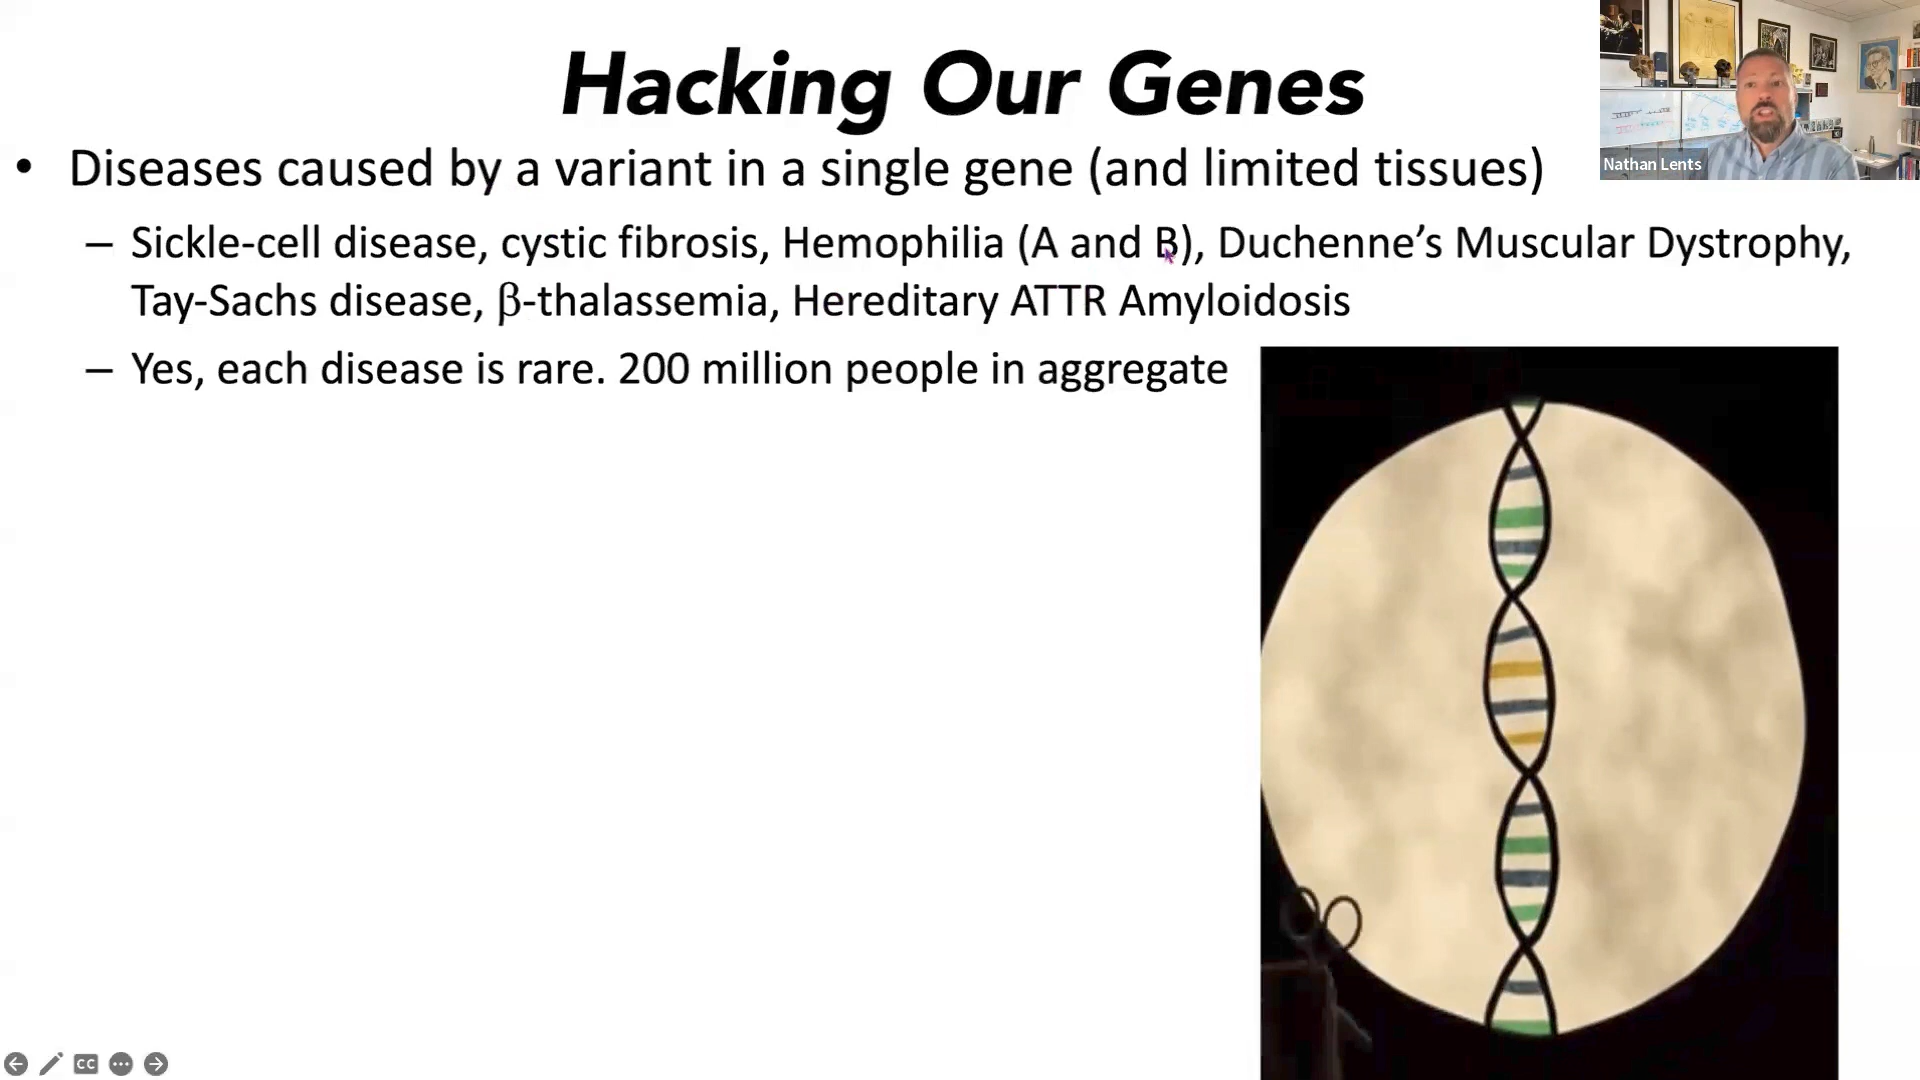 Hacking Our Genes
• Diseases caused by a variant in a single gene (and limited tissues)
– Sickle-cell disease, cystic fibrosis, Hemophilia (A and B), Duchenne’s Muscular Dystrophy,
Tay-Sachs disease, β-thalassemia, Hereditary ATTR Amyloidosis
– Yes, each disease is rare. 200 million people in aggregate
Nathan Lents
CC